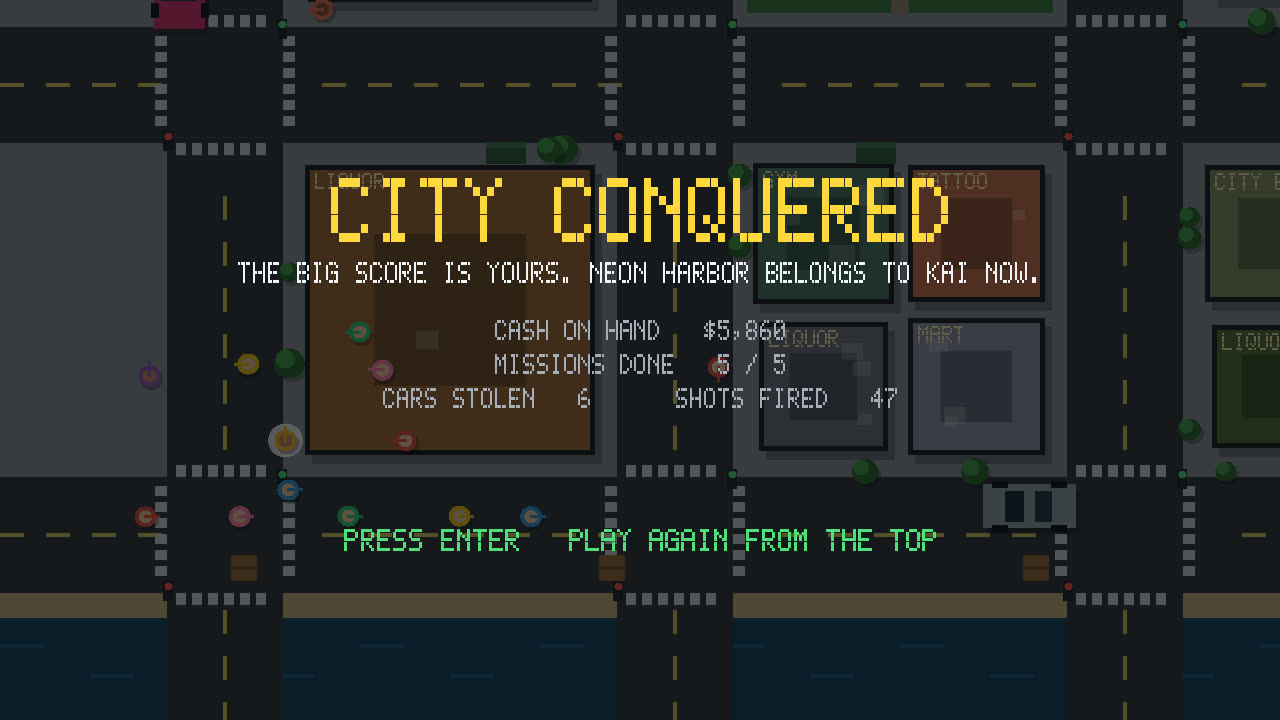 LIQUOR
GYM
TATTOO
CITY
CITY CONQUERED
THE BIG SCORE IS YOURS. NEON HARBOR BELONGS TO KAI NOW.
CASH ON HAND $5,860
LIQUOR
MART
MISSIONS DONE 5 / 5
CARS STOLEN 6 SHOTS FIRED 47
PRESS ENTER PLAY AGAIN FROM THE TOP